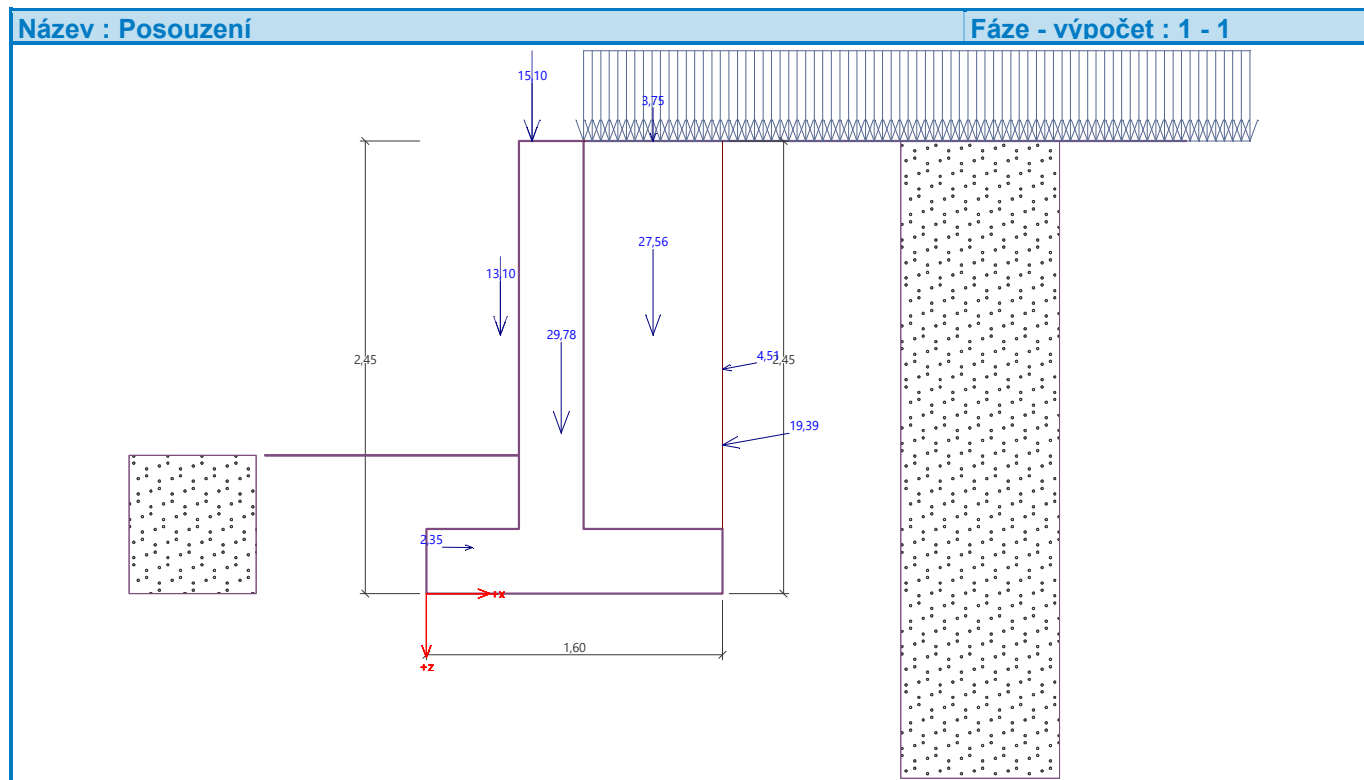 Název : Posouzení
Fáze - výpočet : 1 - 1
15,10
3,75
27,56
13,10
29,78
2,45
4,51
2,45
19,39
2,35
+x
1,60
+z